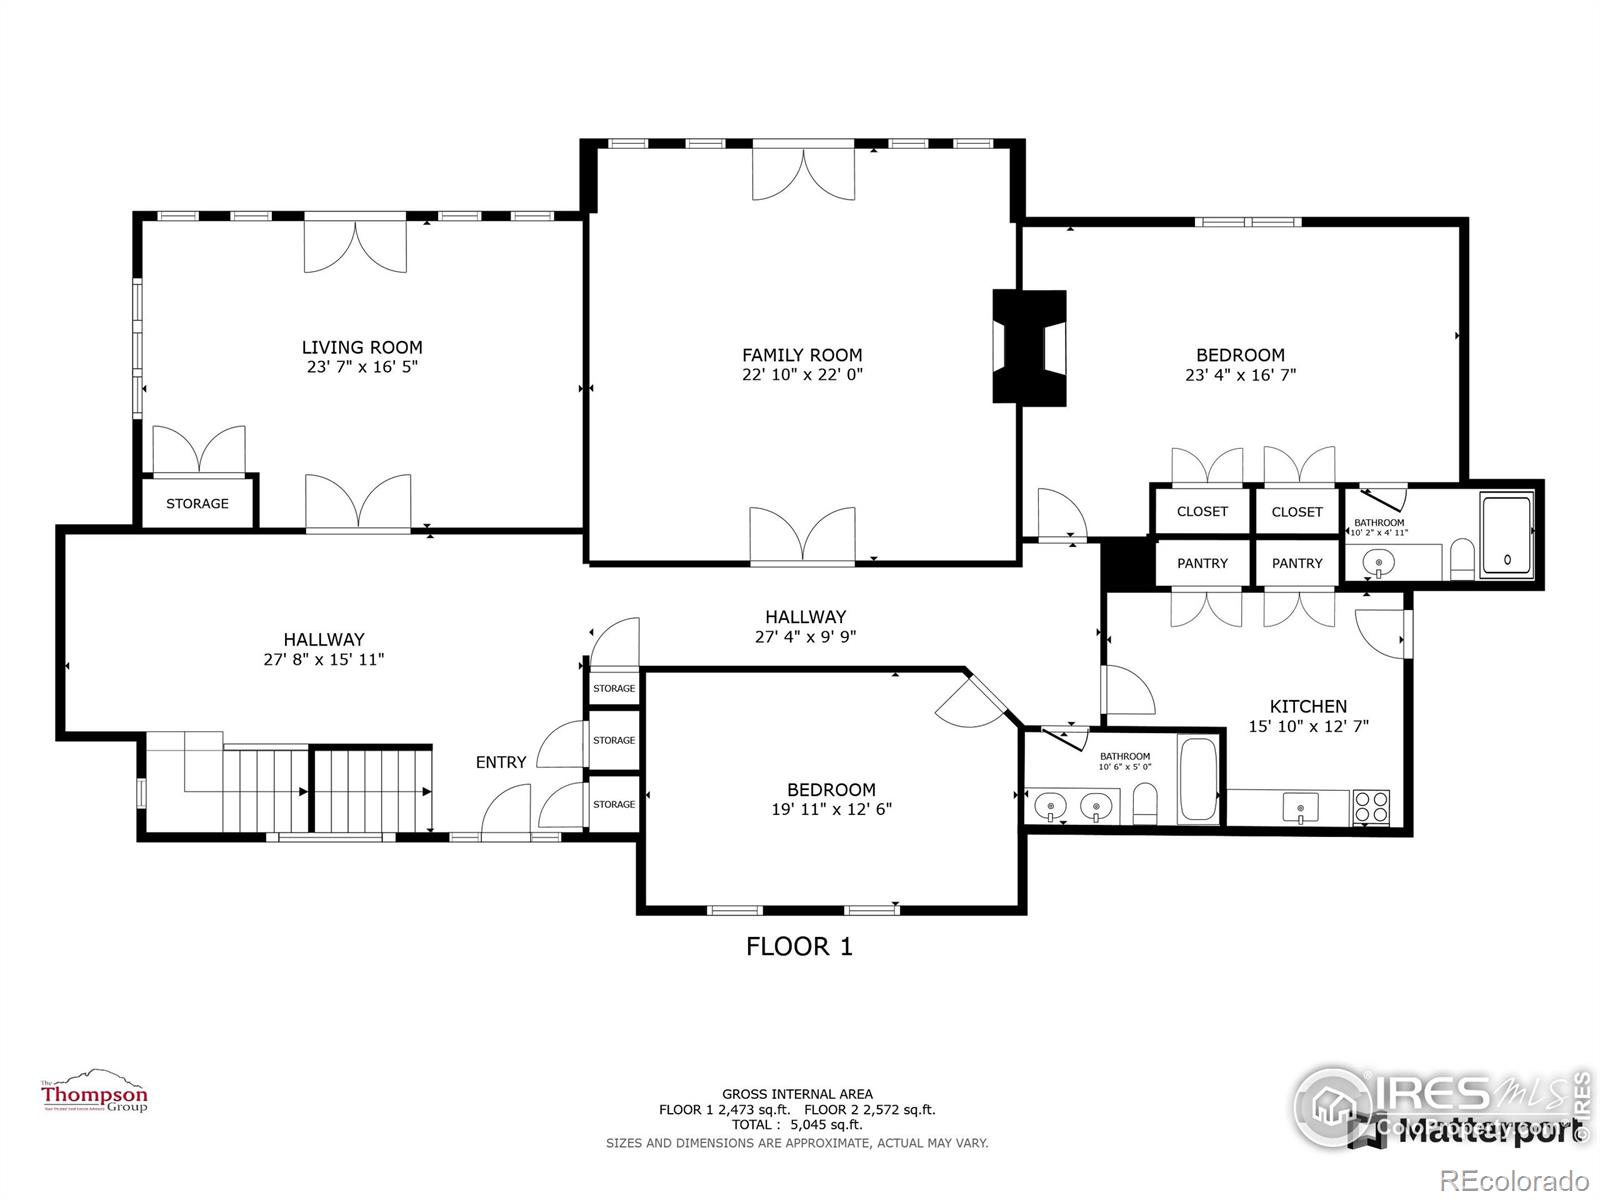 LIVING ROOM
23' 7" x 16' 5"
FAMILY ROOM
22' 10" x 22' 0"
BEDROOM
23' 4" x 16' 7"
STORAGE
CLOSET
CLOSET
BATHROOM
10' 2" x 4' 11"
PANTRY
PANTRY
HALLWAY
27' 8" x 15' 11"
HALLWAY
27' 4" x 9' 9"
STORAGE
STORAGE
STORAGE
ENTRY
KITCHEN
15' 10" x 12' 7"
BATHROOM
10' 6" x 5' 0"
BEDROOM
19' 11" x 12' 6"
FLOOR 1
The
Thompson
Group
Your Trusted Real Estate Advisors
GROSS INTERNAL AREA
FLOOR 1 2,473 sq.ft. FLOOR 2 2,572 sq.ft.
TOTAL : 5,045 sq.ft.
SIZES AND DIMENSIONS ARE APPROXIMATE, ACTUAL MAY VARY.
IRES MLS
ColoProperty.com
© IRES
Matterport
REcolorado